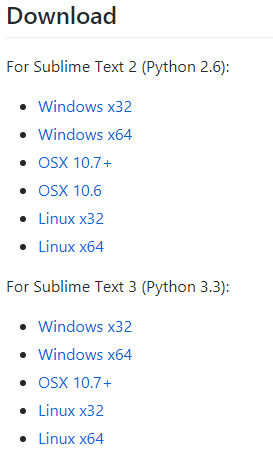 Download
For Sublime Text 2 (Python 2.6):
Windows x32
Windows x64
OSX 10.7+
OSX 10.6
Linux x32
Linux x64
For Sublime Text 3 (Python 3.3):
Windows x32
Windows x64
OSX 10.7+
Linux x32
Linux x64